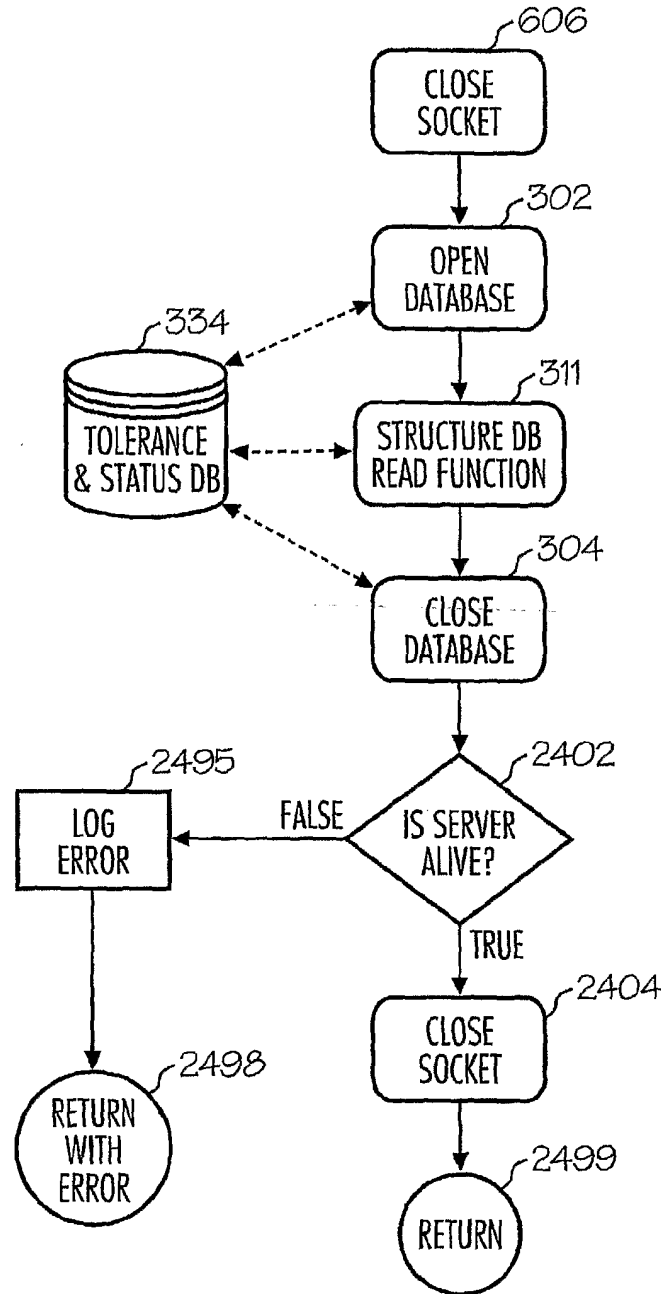 606
CLOSE
SOCKET
302
OPEN
DATABASE
334
TOLERANCE
& STATUS DB
311
STRUCTURE DB
READ FUNCTION
304
CLOSE
DATABASE
2402
IS SERVER
ALIVE?
FALSE
2495
LOG
ERROR
TRUE
2404
CLOSE
SOCKET
2498
RETURN
WITH
ERROR
2499
RETURN